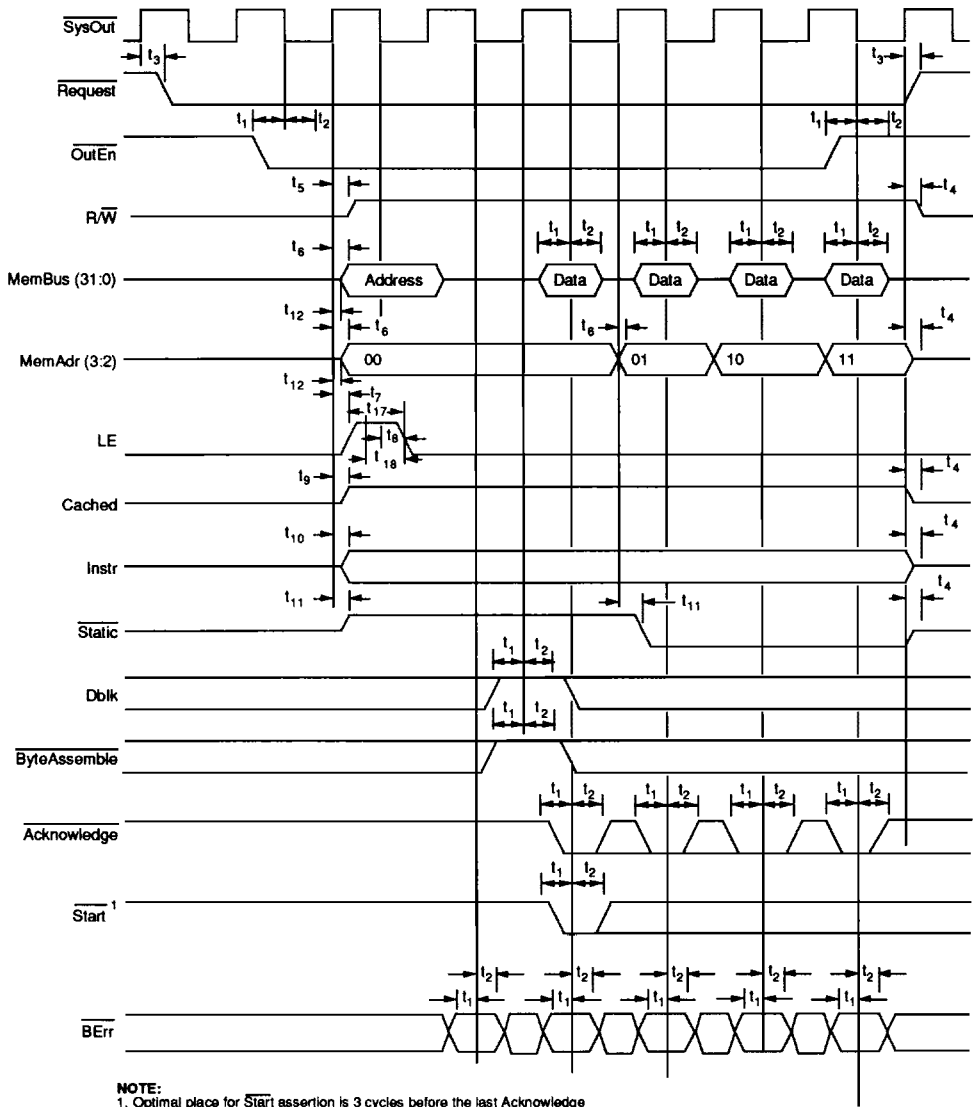 SysOut
t3 t3
Request
t1 t2 t1 t2
OutEn
t5 t4
R/W
t1 t2 t1 t2 t1 t2 t1 t2
t6
MemBus (31:0) Address Data Data Data Data
t12
t6 t6 t4
MemAdr (3:2) 00 01 10 11
t12
t7
t17
LE t8
t18
t9 t4
Cached
t10 t4
Instr
t11 t11 t4
Static
t1 t2
Dblk
t1 t2
ByteAssemble
t1 t2 t1 t2 t1 t2 t1 t2
Acknowledge
t1 t2
Start 1
t2 t2 t2 t2 t2
t1 t1 t1 t1 t1
BErr
NOTE:
1. Optimal place for Start assertion is 3 cycles before the last Acknowledge